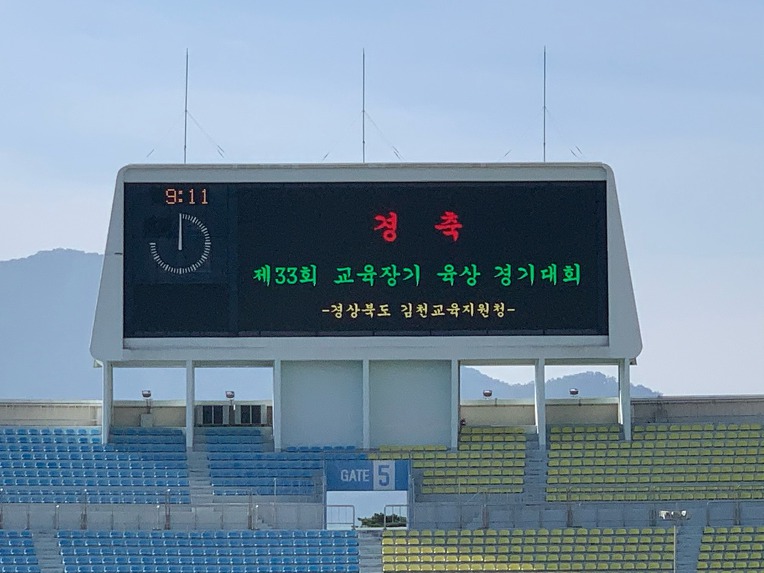 9:11
경 축
제33회 교육장기 육상 경기대회
-경상북도 김천교육지원청-
GATE 5